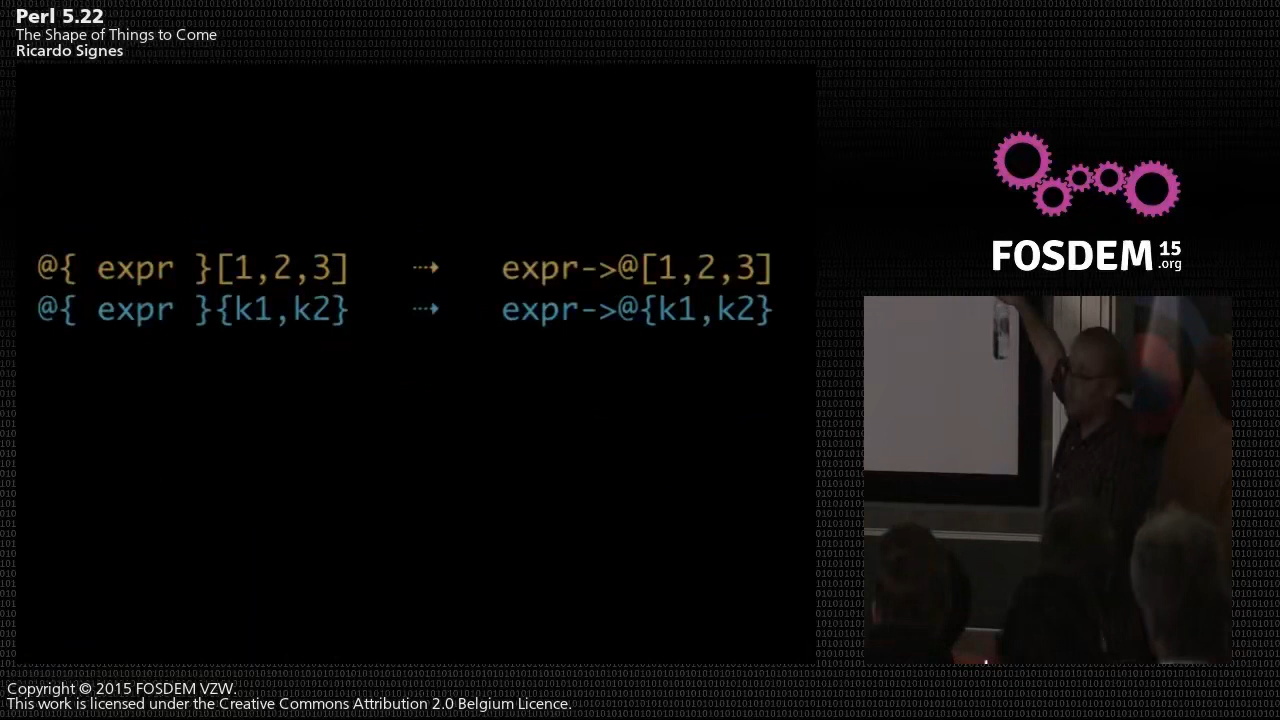 Perl 5.22
The Shape of Things to Come
Ricardo Signes
@{ expr }[1,2,3] ⇢ expr->@[1,2,3]
@{ expr }{k1,k2} ⇢ expr->@{k1,k2}
FOSDEM 15 .org
Copyright © 2015 FOSDEM VZW.
This work is licensed under the Creative Commons Attribution 2.0 Belgium Licence.